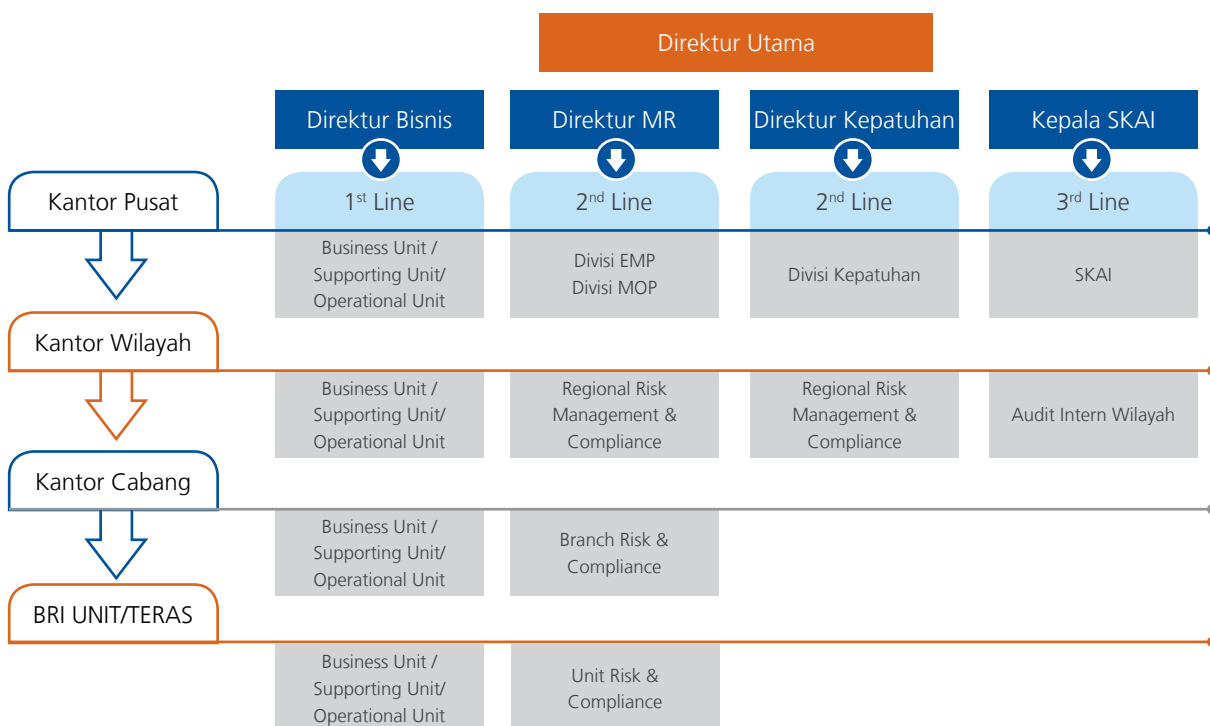 Direktur Utama
Direktur Bisnis
Direktur MR
Direktur Kepatuhan
Kepala SKAI
Kantor Pusat
1st Line
2nd Line
2nd Line
3rd Line
Business Unit /
Supporting Unit/
Operational Unit
Divisi EMP
Divisi MOP
Divisi Kepatuhan
SKAI
Kantor Wilayah
Business Unit /
Supporting Unit/
Operational Unit
Regional Risk
Management &
Compliance
Regional Risk
Management &
Compliance
Audit Intern Wilayah
Kantor Cabang
Business Unit /
Supporting Unit/
Operational Unit
Branch Risk &
Compliance
BRI UNIT/TERAS
Business Unit /
Supporting Unit/
Operational Unit
Unit Risk &
Compliance